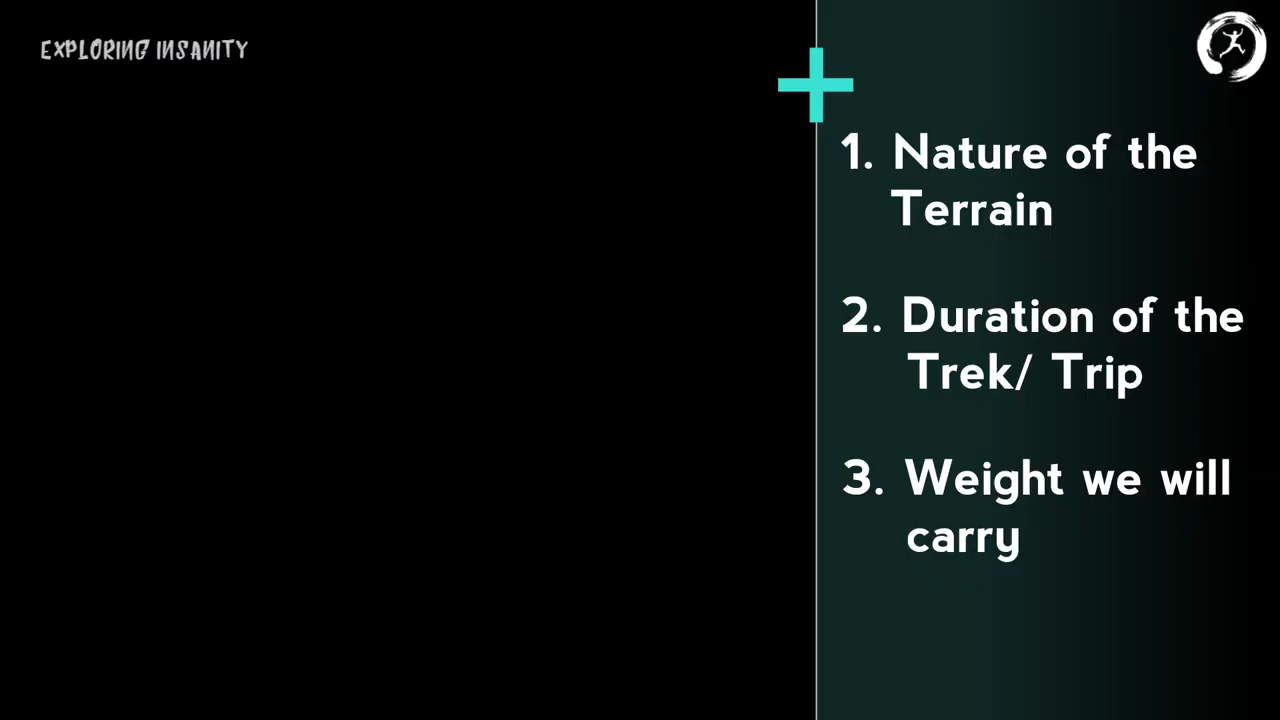 EXPLORING INSANITY
1. Nature of the
Terrain
2. Duration of the
Trek/ Trip
3. Weight we will
carry